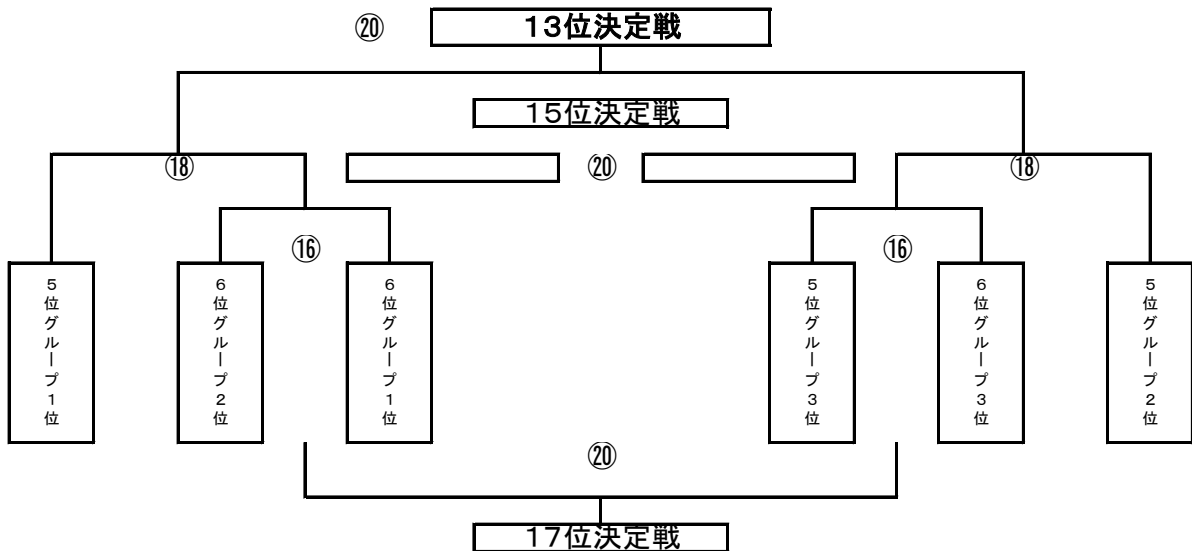 ⑳
13位決定戦
15位決定戦
⑱
⑳
⑱
⑯
⑯
5位グループ1位
6位グループ2位
6位グループ1位
5位グループ3位
6位グループ3位
5位グループ2位
⑳
17位決定戦